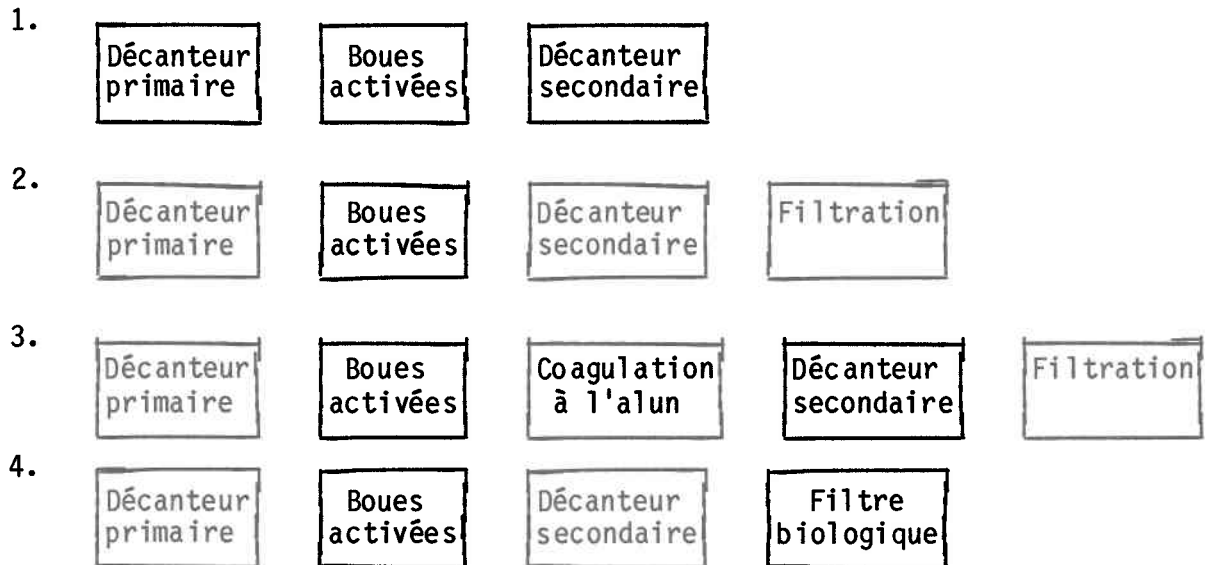 1.
Décanteur
primaire
Boues
activées
Décanteur
secondaire
2.
Décanteur
primaire
Boues
activées
Décanteur
secondaire
Filtration
3.
Décanteur
primaire
Boues
activées
Coagulation
à l'alun
Décanteur
secondaire
Filtration
4.
Décanteur
primaire
Boues
activées
Décanteur
secondaire
Filtre
biologique